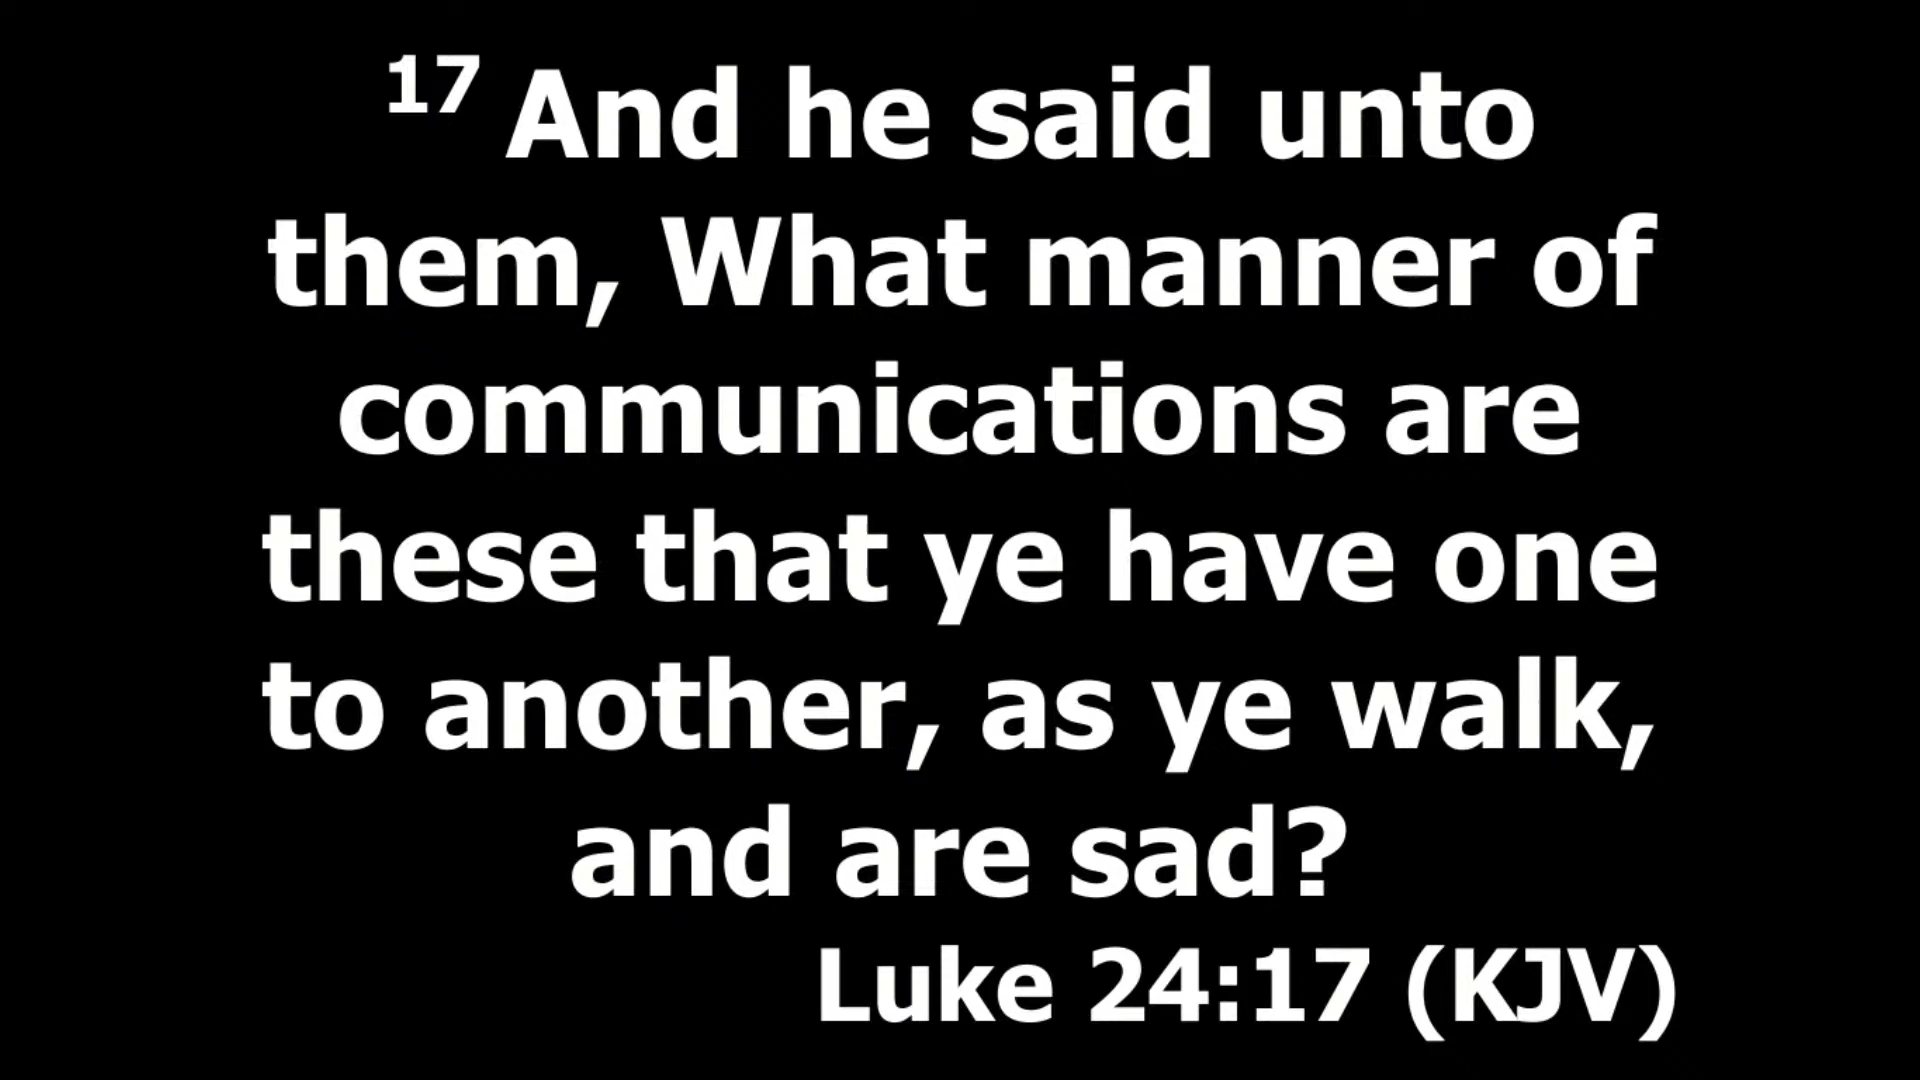 17 And he said unto
them, What manner of
communications are
these that ye have one
to another, as ye walk,
and are sad?
Luke 24:17 (KJV)